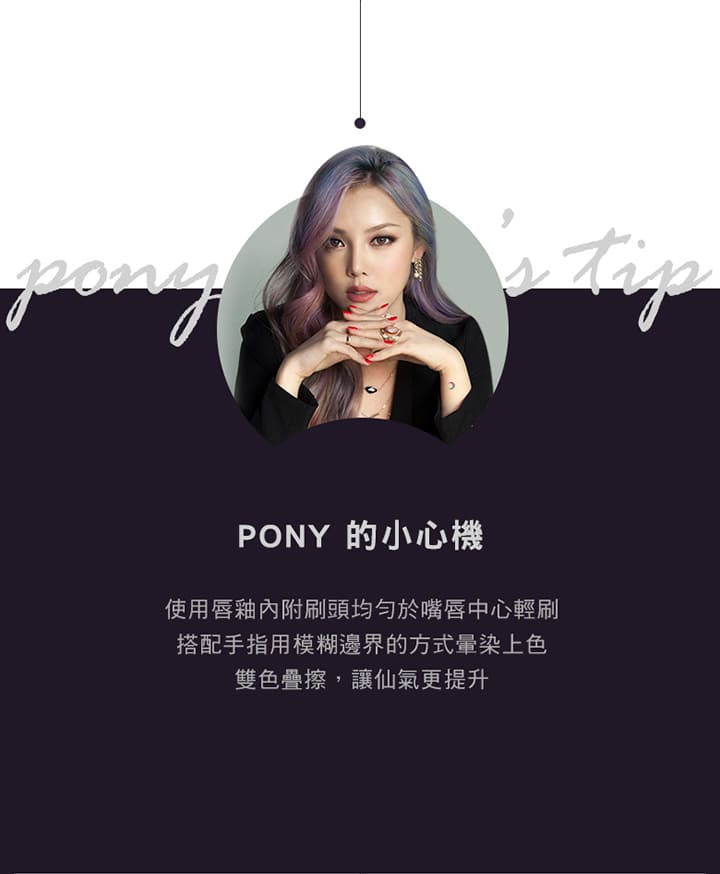 pony's tip
PONY 的小心機
使用唇釉內附刷頭均勻於嘴唇中心輕刷
搭配手指用模糊邊界的方式暈染上色
雙色疊擦，讓仙氣更提升